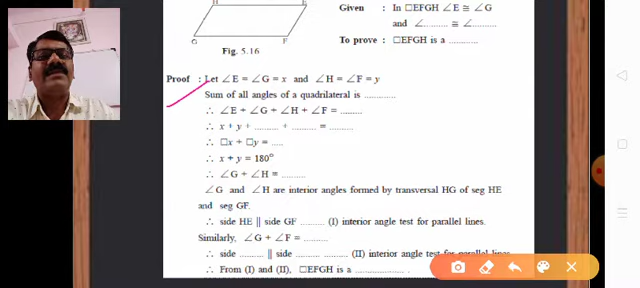 H E
Given : In □EFGH ∠E ≅ ∠G
and ∠......... ≅ ∠..........
G F
Fig. 5.16
To prove : □EFGH is a ..........
Proof : Let ∠E = ∠G = x and ∠H = ∠F = y
Sum of all angles of a quadrilateral is .............
∴ ∠E + ∠G + ∠H + ∠F = .........
∴ x + y + .......... + .......... = ..........
∴ □x + □y = .....
∴ x + y = 180°
∴ ∠G + ∠H = ..........
∠G and ∠H are interior angles formed by transversal HG of seg HE
and seg GF.
∴ side HE || side GF .......... (I) interior angle test for parallel lines.
Similarly, ∠G + ∠F = ..........
∴ side .......... || side .......... .......... (II) interior angle test for parallel lines.
∴ From (I) and (II), □EFGH is a ....................